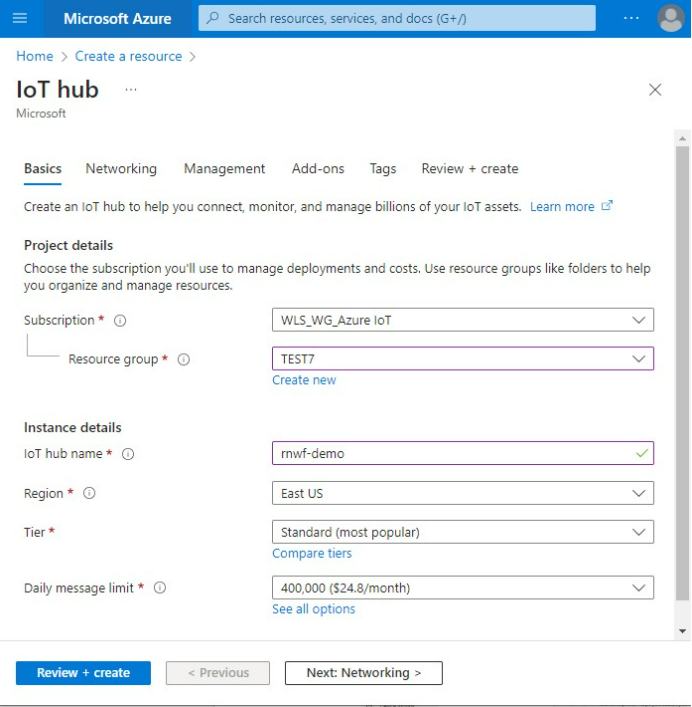 Microsoft Azure
Search resources, services, and docs (G+/)
Home > Create a resource >
IoT hub ...
Microsoft
Basics Networking Management Add-ons Tags Review + create
Create an IoT hub to help you connect, monitor, and manage billions of your IoT assets. Learn more
Project details
Choose the subscription you'll use to manage deployments and costs. Use resource groups like folders to help
you organize and manage resources.
Subscription * WLS_WG_Azure IoT
Resource group * TEST7
Create new
Instance details
IoT hub name * rnwf-demo
Region * East US
Tier * Standard (most popular)
Compare tiers
Daily message limit * 400,000 ($24.8/month)
See all options
Review + create < Previous Next: Networking >